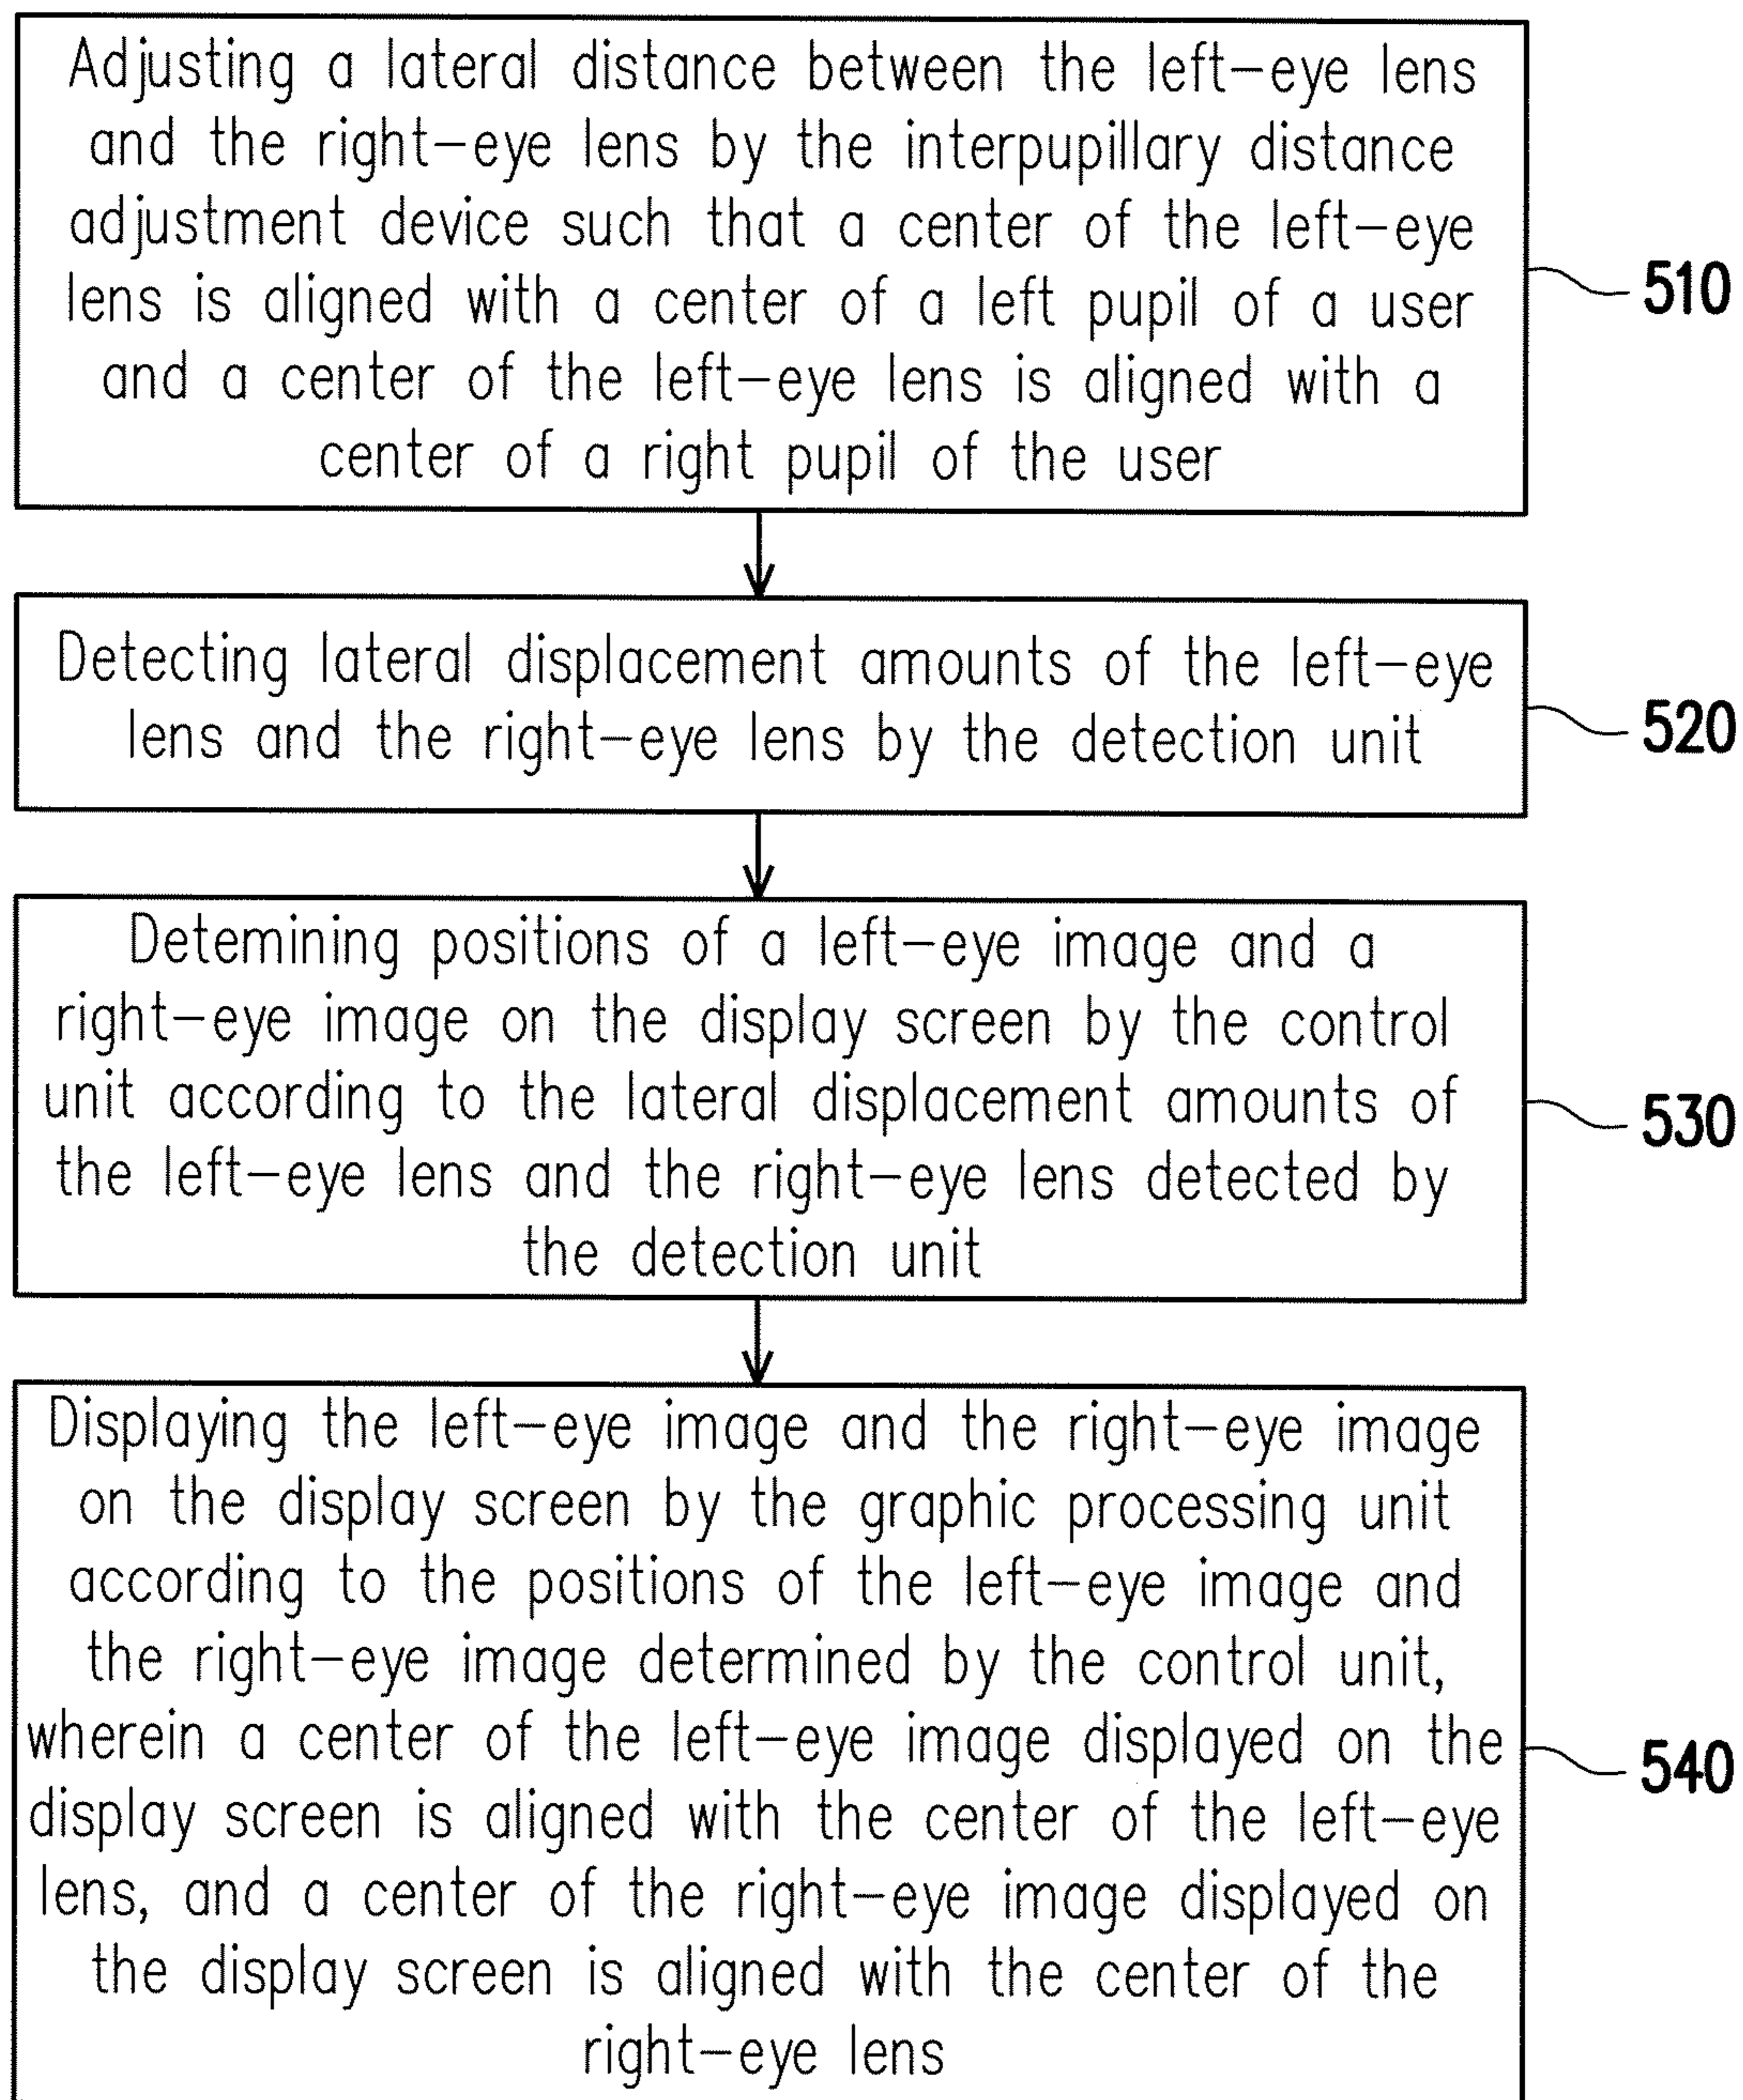 Adjusting a lateral distance between the left-eye lens
and the right-eye lens by the interpupillary distance
adjustment device such that a center of the left-eye
lens is aligned with a center of a left pupil of a user
and a center of the left-eye lens is aligned with a
center of a right pupil of the user
510
Detecting lateral displacement amounts of the left-eye
lens and the right-eye lens by the detection unit
520
Detemining positions of a left-eye image and a
right-eye image on the display screen by the control
unit according to the lateral displacement amounts of
the left-eye lens and the right-eye lens detected by
the detection unit
530
Displaying the left-eye image and the right-eye image
on the display screen by the graphic processing unit
according to the positions of the left-eye image and
the right-eye image determined by the control unit,
wherein a center of the left-eye image displayed on the
display screen is aligned with the center of the left-eye
lens, and a center of the right-eye image displayed on
the display screen is aligned with the center of the
right-eye lens
540